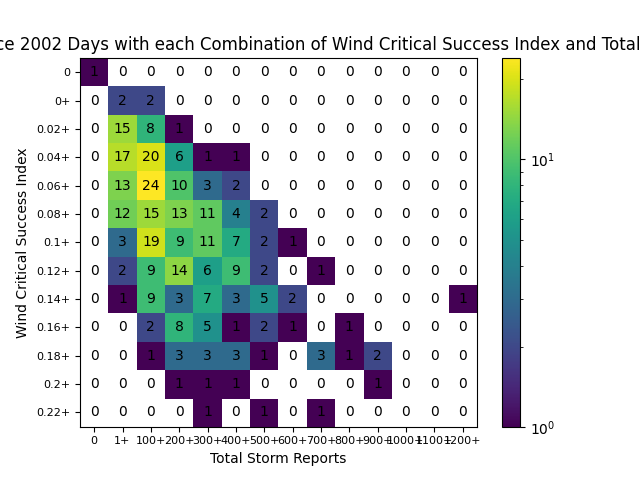 ce 2002 Days with each Combination of Wind Critical Success Index and Total
0 1 0 0 0 0 0 0 0 0 0 0 0 0 0
0+ 0 2 2 0 0 0 0 0 0 0 0 0 0 0
0.02+ 0 15 8 1 0 0 0 0 0 0 0 0 0 0
0.04+ 0 17 20 6 1 1 0 0 0 0 0 0 0 0
0.06+ 0 13 24 10 3 2 0 0 0 0 0 0 0 0
0.08+ 0 12 15 13 11 4 2 0 0 0 0 0 0 0
0.1+ 0 3 19 9 11 7 2 1 0 0 0 0 0 0
0.12+ 0 2 9 14 6 9 2 0 1 0 0 0 0 0
0.14+ 0 1 9 3 7 3 5 2 0 0 0 0 0 1
0.16+ 0 0 2 8 5 1 2 1 0 1 0 0 0 0
0.18+ 0 0 1 3 3 3 1 0 3 1 2 0 0 0
0.2+ 0 0 0 1 1 1 0 0 0 0 1 0 0 0
0.22+ 0 0 0 0 1 0 1 0 1 0 0 0 0 0
0 1+ 100+ 200+ 300+ 400+ 500+ 600+ 700+ 800+ 900+ 1000+ 1100+ 1200+
Total Storm Reports
Wind Critical Success Index
10¹
10⁰